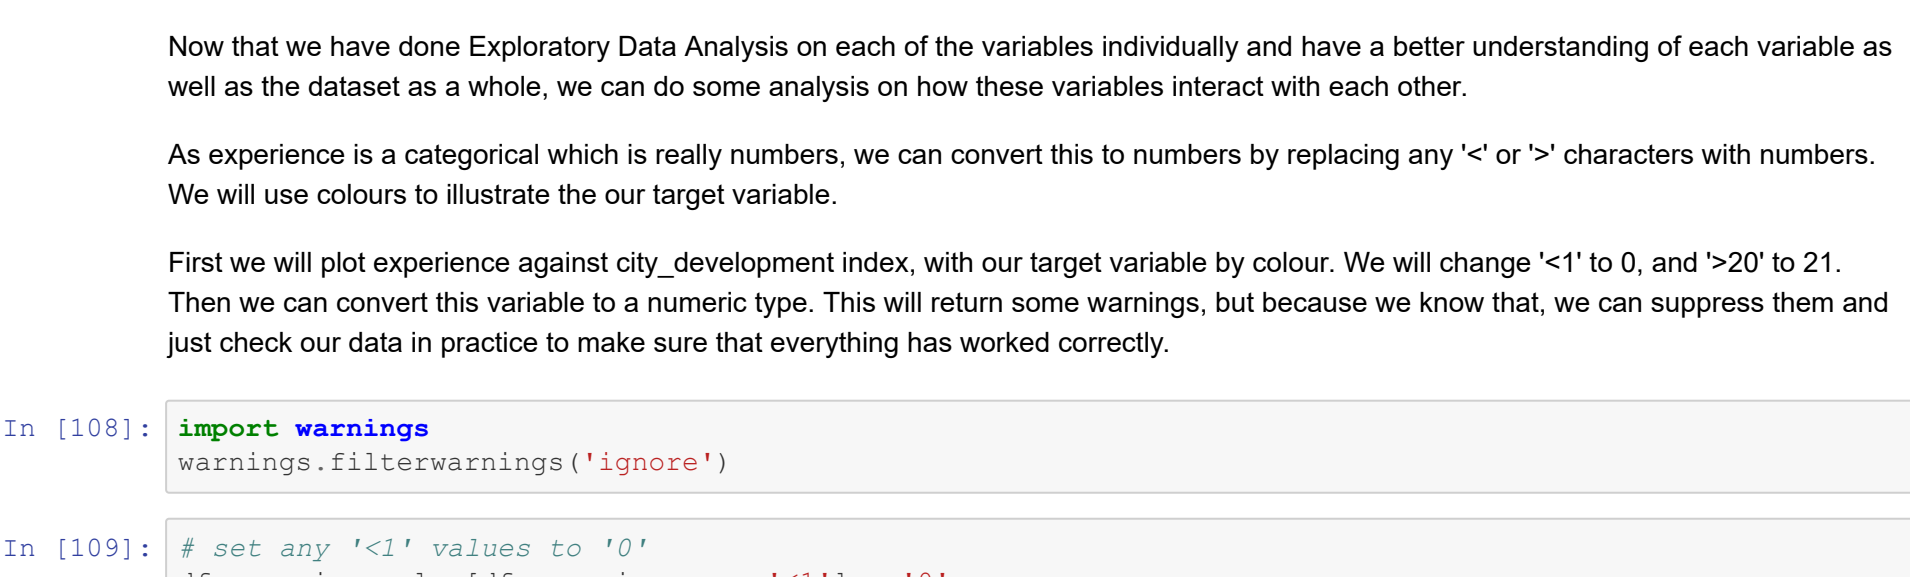 Now that we have done Exploratory Data Analysis on each of the variables individually and have a better understanding of each variable as
well as the dataset as a whole, we can do some analysis on how these variables interact with each other.
As experience is a categorical which is really numbers, we can convert this to numbers by replacing any '<' or '>' characters with numbers.
We will use colours to illustrate the our target variable.
First we will plot experience against city_development index, with our target variable by colour. We will change '<1' to 0, and '>20' to 21.
Then we can convert this variable to a numeric type. This will return some warnings, but because we know that, we can suppress them and
just check our data in practice to make sure that everything has worked correctly.
In [108]: import warnings
warnings.filterwarnings('ignore')
In [109]: # set any '<1' values to '0'